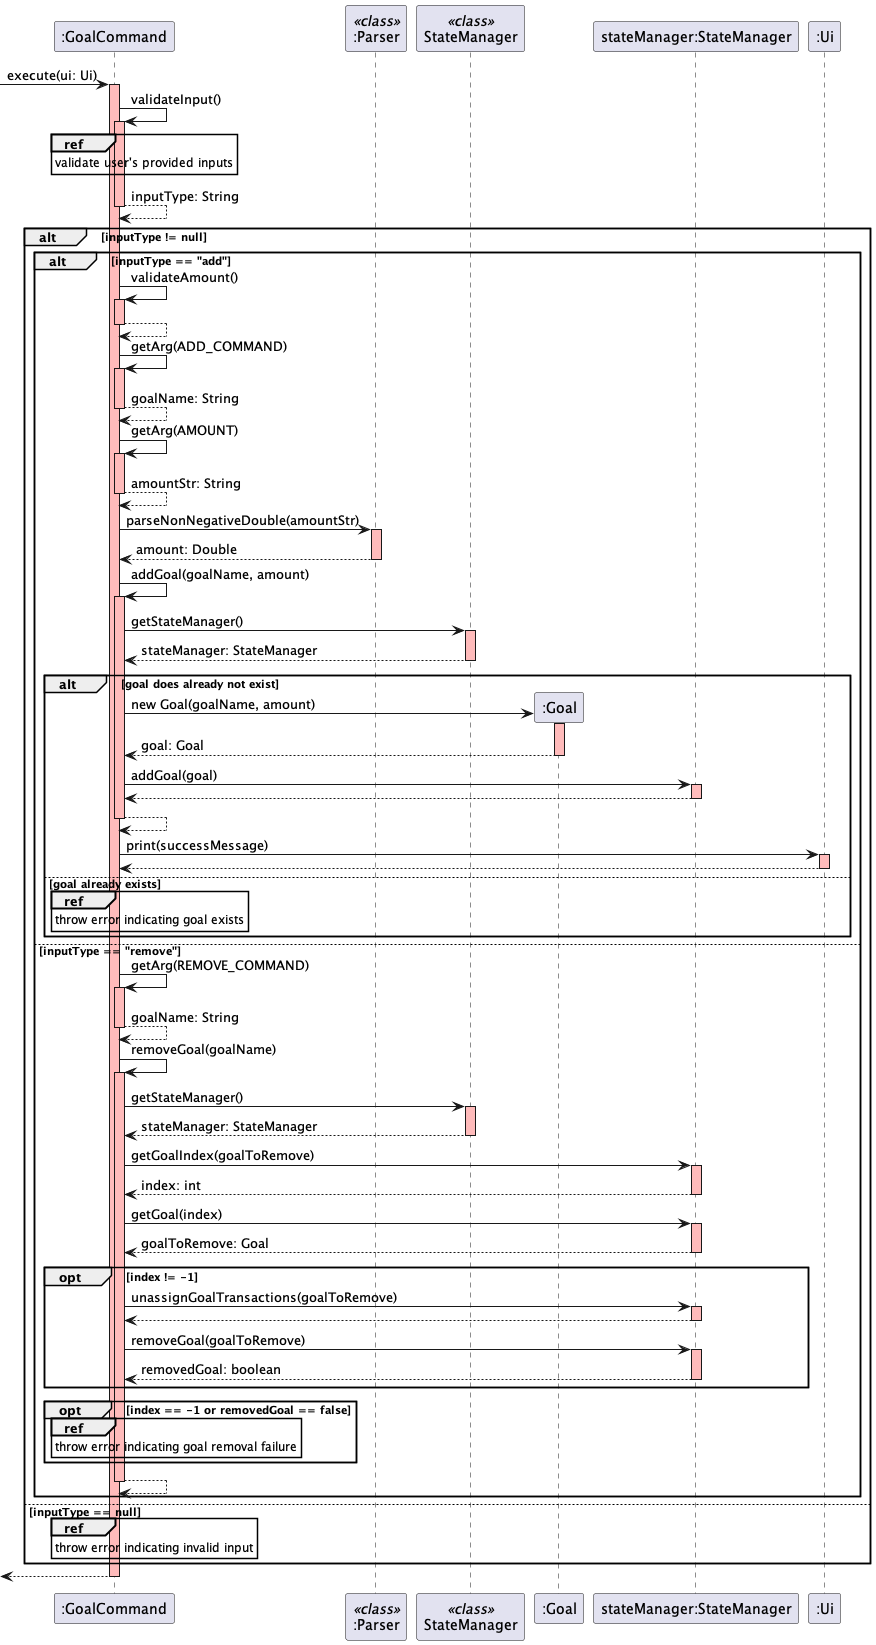 :GoalCommand
«class»
:Parser
«class»
StateManager
stateManager:StateManager
:Ui
execute(ui: Ui)
validateInput()
ref
validate user's provided inputs
inputType: String
alt [inputType != null]
alt [inputType == "add"]
validateAmount()
getArg(ADD_COMMAND)
goalName: String
getArg(AMOUNT)
amountStr: String
parseNonNegativeDouble(amountStr)
amount: Double
addGoal(goalName, amount)
getStateManager()
stateManager: StateManager
alt [goal does already not exist]
new Goal(goalName, amount)
:Goal
goal: Goal
addGoal(goal)
print(successMessage)
[goal already exists]
ref
throw error indicating goal exists
[inputType == "remove"]
getArg(REMOVE_COMMAND)
goalName: String
removeGoal(goalName)
getStateManager()
stateManager: StateManager
getGoalIndex(goalToRemove)
index: int
getGoal(index)
goalToRemove: Goal
opt [index != -1]
unassignGoalTransactions(goalToRemove)
removeGoal(goalToRemove)
removedGoal: boolean
opt [index == -1 or removedGoal == false]
ref
throw error indicating goal removal failure
[inputType == null]
ref
throw error indicating invalid input
:GoalCommand
«class»
:Parser
«class»
StateManager
:Goal
stateManager:StateManager
:Ui